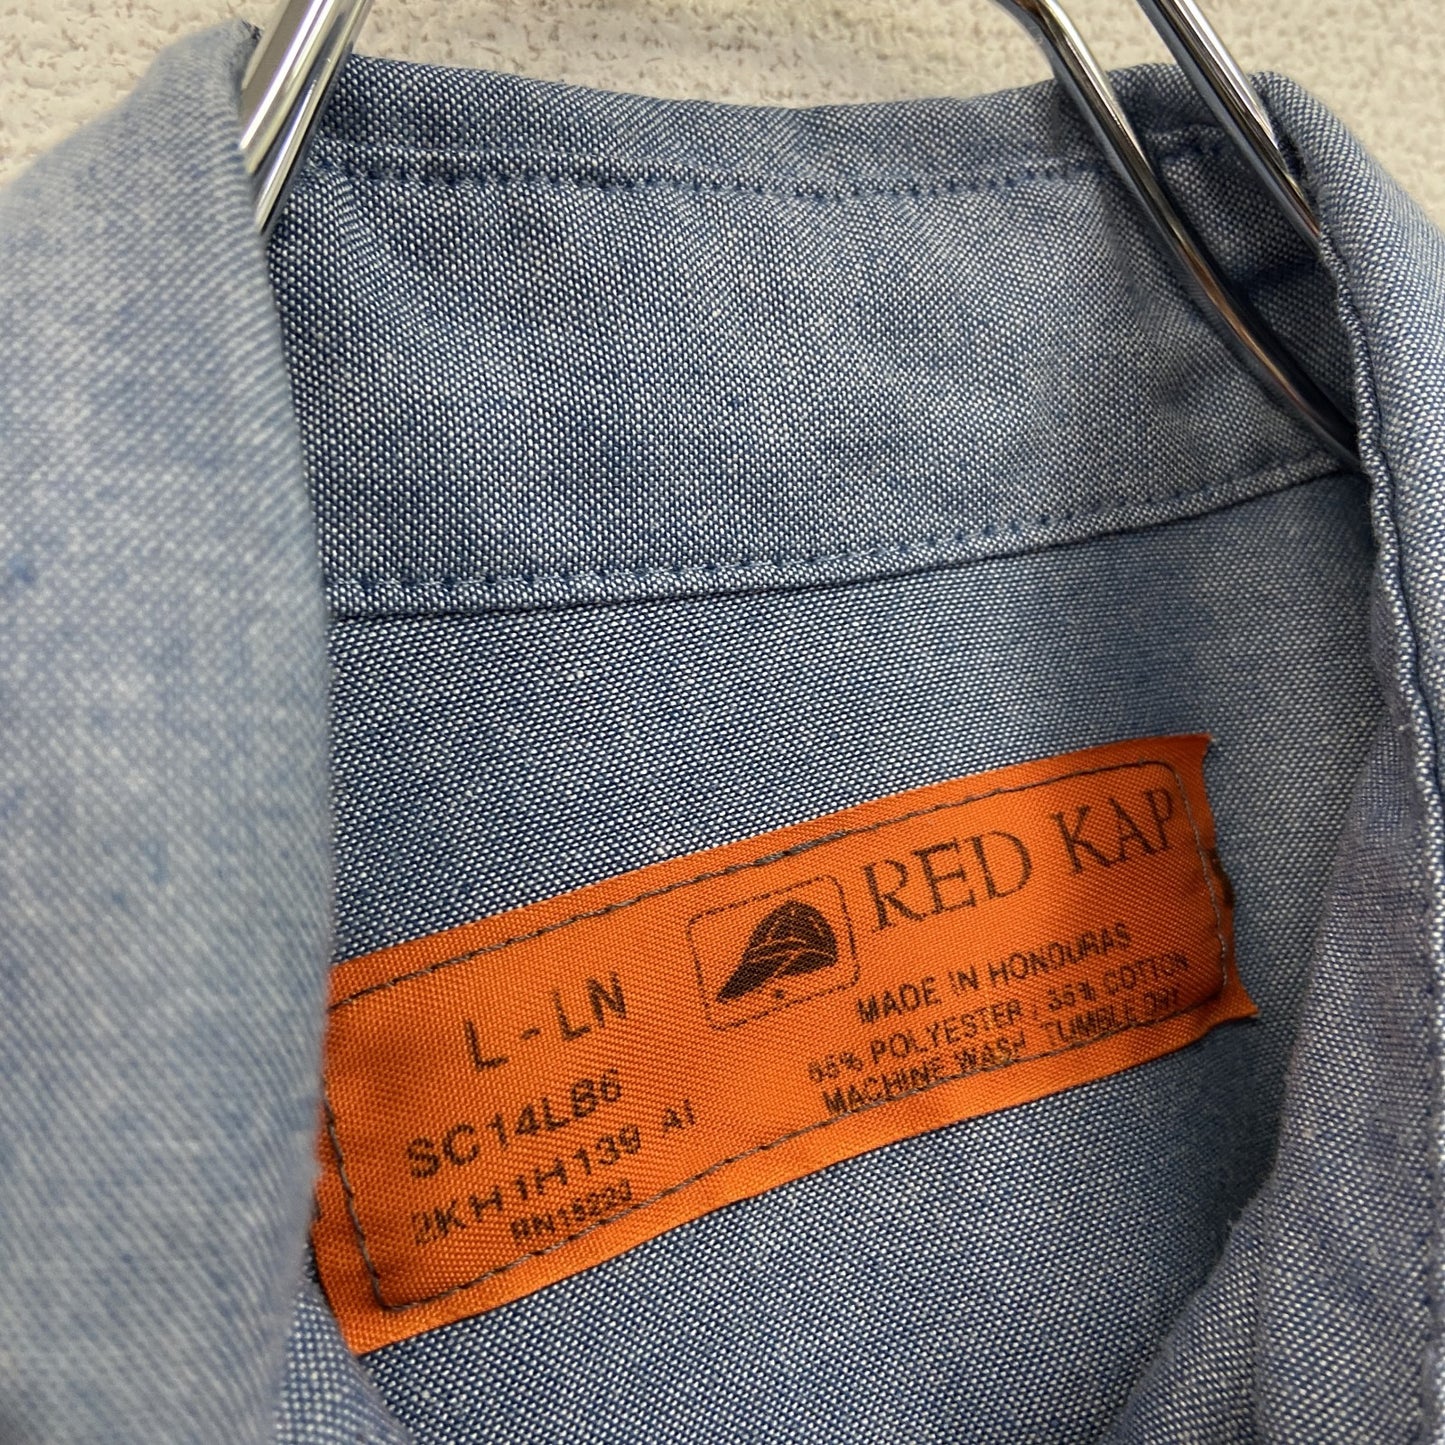 RED KAP
L-LN
SC14LB6
2KH1H139 AI
MADE IN HONDURAS
65% POLYESTER / 35% COTTON
MACHINE WASH TUMBLE DRY